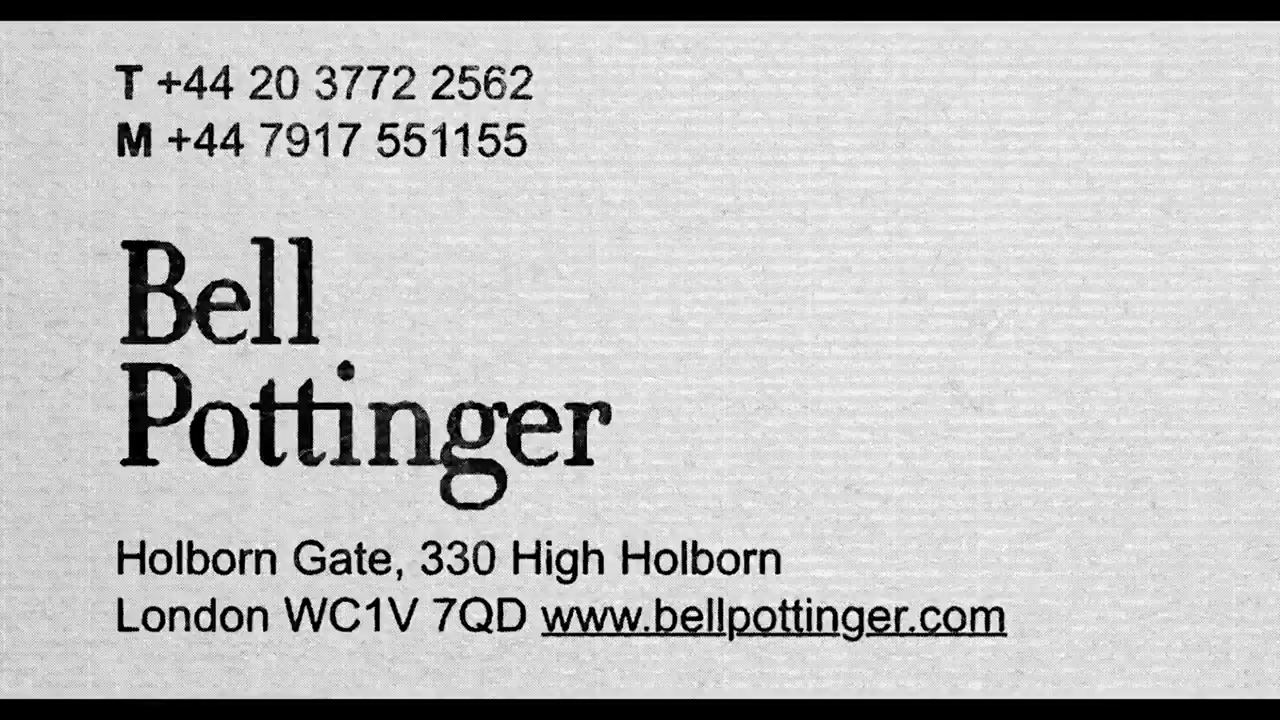 T +44 20 3772 2562
M +44 7917 551155
Bell
Pottinger
Holborn Gate, 330 High Holborn
London WC1V 7QD www.bellpottinger.com